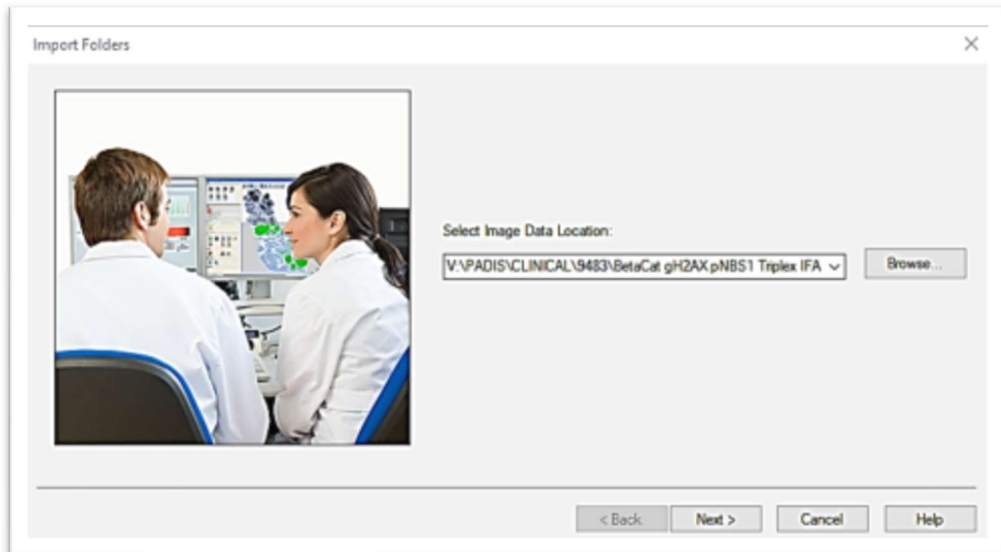 Import Folders
Select Image Data Location:
V:\PADIS\CLINICAL\9483\BetaCat gH2AX pNBS1 Triplex IFA
Browse...
< Back
Next >
Cancel
Help